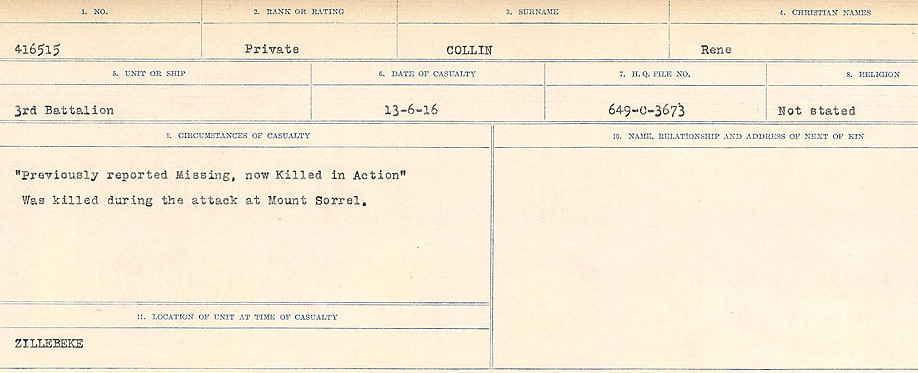 1. NO. 2. RANK OR RATING 3. SURNAME 4. CHRISTIAN NAMES
416515 Private COLLIN Rene
5. UNIT OR SHIP 6. DATE OF CASUALTY 7. H.Q. FILE NO. 8. RELIGION
3rd Battalion 13-6-16 649-C-3673 Not stated
9. CIRCUMSTANCES OF CASUALTY 10. NAME, RELATIONSHIP AND ADDRESS OF NEXT OF KIN
"Previously reported Missing, now Killed in Action"
Was killed during the attack at Mount Sorrel.
11. LOCATION OF UNIT AT TIME OF CASUALTY
ZILLEBEKE